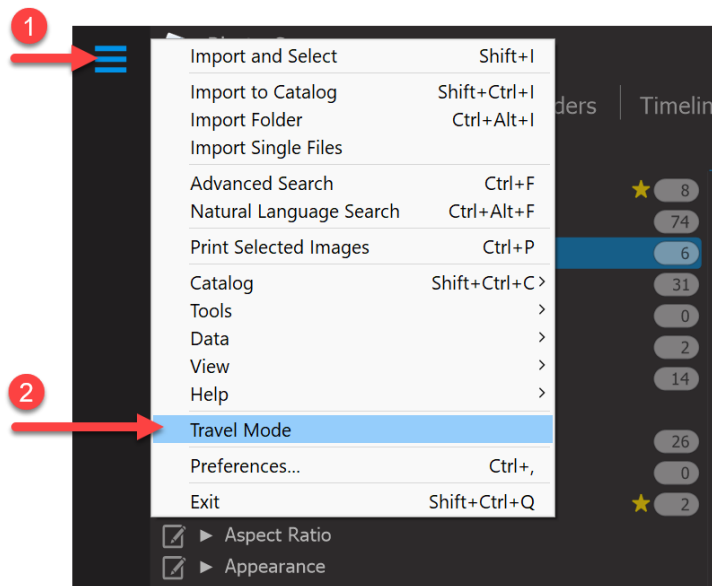 1
Import and Select Shift+I
Import to Catalog Shift+Ctrl+I
Import Folder Ctrl+Alt+I
Import Single Files
ders Timelin
Advanced Search Ctrl+F
8
Natural Language Search Ctrl+Alt+F
74
Print Selected Images Ctrl+P
6
Catalog Shift+Ctrl+C >
31
Tools >
0
Data >
2
View >
14
Help >
2
Travel Mode
26
Preferences... Ctrl+,
0
Exit Shift+Ctrl+Q
2
Aspect Ratio
Appearance